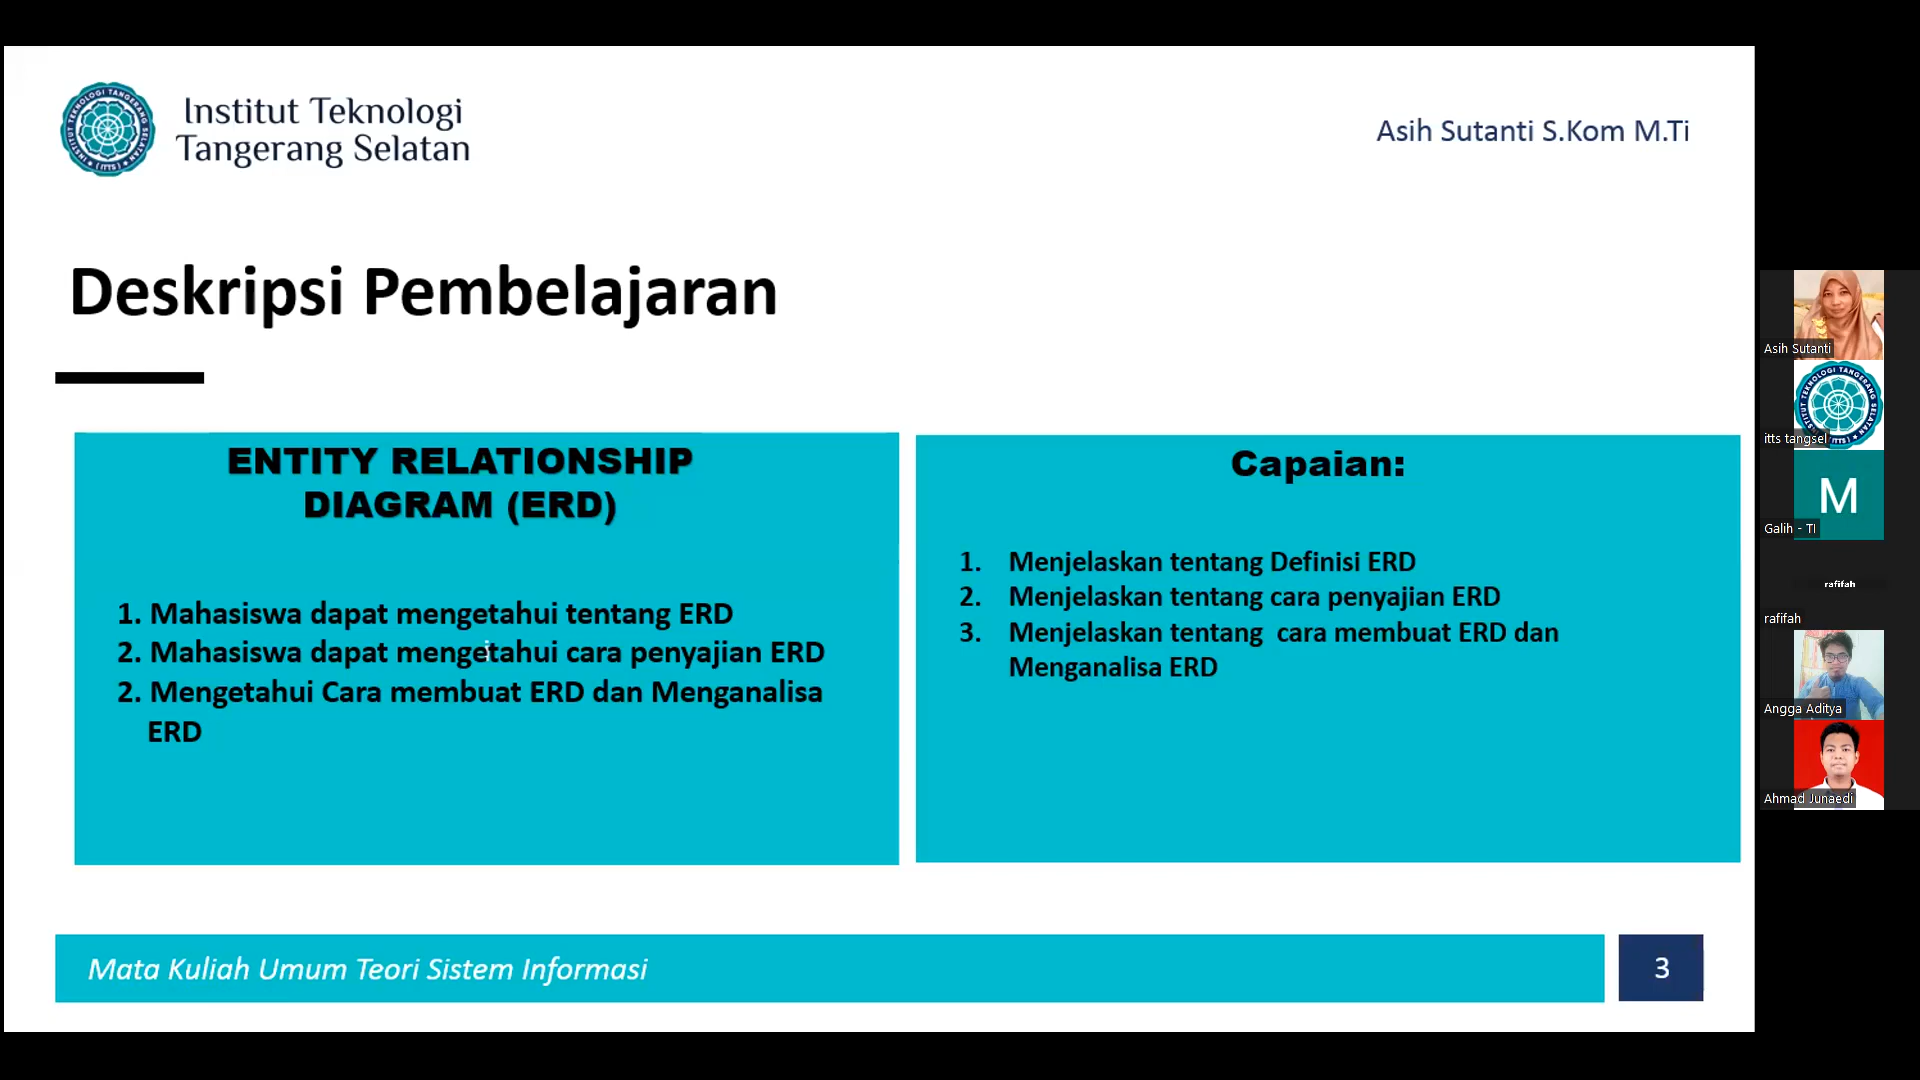 Institut Teknologi
Tangerang Selatan
Asih Sutanti S.Kom M.Ti
Deskripsi Pembelajaran
ENTITY RELATIONSHIP
DIAGRAM (ERD)
1. Mahasiswa dapat mengetahui tentang ERD
2. Mahasiswa dapat mengetahui cara penyajian ERD
2. Mengetahui Cara membuat ERD dan Menganalisa
ERD
Capaian:
1. Menjelaskan tentang Definisi ERD
2. Menjelaskan tentang cara penyajian ERD
3. Menjelaskan tentang cara membuat ERD dan
Menganalisa ERD
Mata Kuliah Umum Teori Sistem Informasi
3
Asih Sutanti
itts tangsel
M
Galih - TI
rafifah
rafifah
Angga Aditya
Ahmad Junaedi